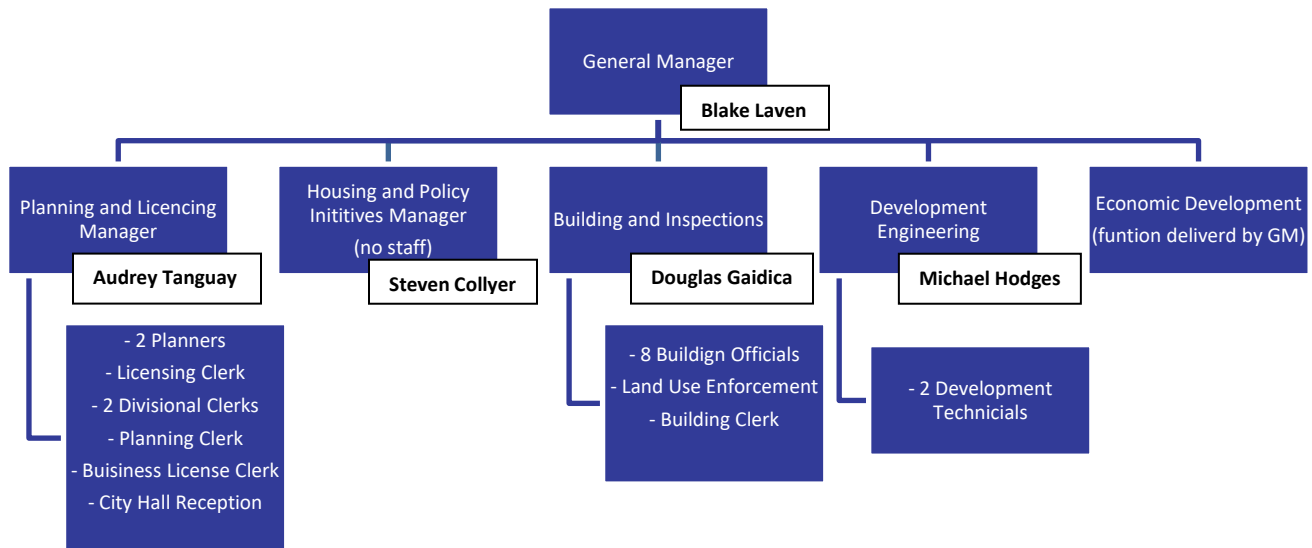 General Manager
Blake Laven
Planning and Licencing
Manager
Audrey Tanguay
Housing and Policy
Inititives Manager
(no staff)
Steven Collyer
Building and Inspections
Douglas Gaidica
Development
Engineering
Michael Hodges
Economic Development
(funtion deliverd by GM)
- 2 Planners
- Licensing Clerk
- 2 Divisional Clerks
- Planning Clerk
- Buisiness License Clerk
- City Hall Reception
- 8 Buildign Officials
- Land Use Enforcement
- Building Clerk
- 2 Development
Technicials